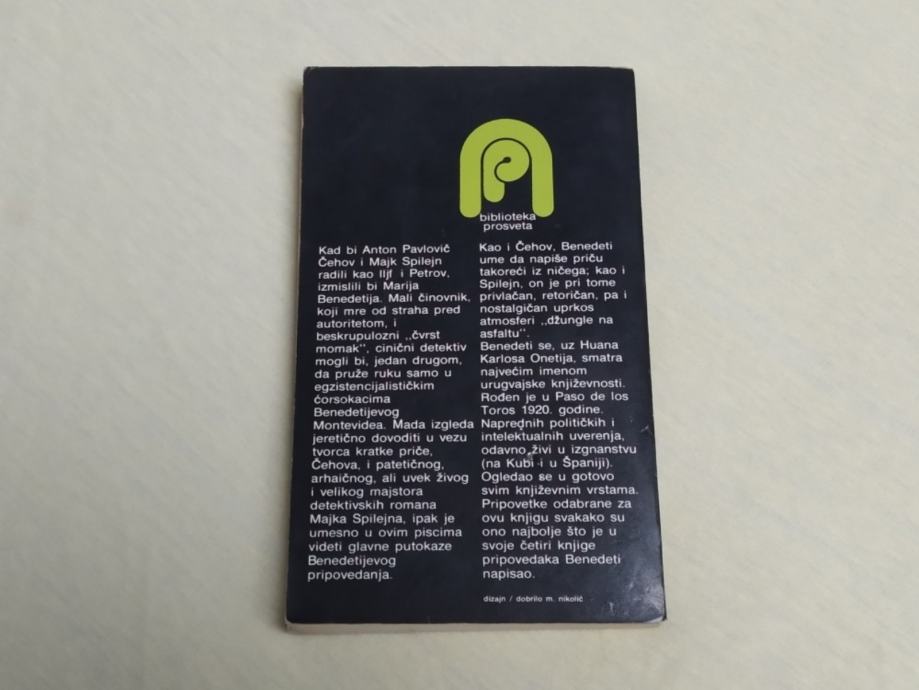 biblioteka
prosveta
Kad bi Anton Pavlovič
Čehov i Majk Spilejn
radili kao Iljf i Petrov,
izmislili bi Marija
Benedetija. Mali činovnik,
koji mre od straha pred
autoritetom, i
beskrupulozni „čvrst
momak‟, cinični detektiv
mogli bi, jedan drugom,
da pruže ruku samo u
egzistencijalističkim
ćorsokacima
Benedetijevog
Montevidea. Mada izgleda
jeretično dovoditi u vezu
tvorca kratke priče,
Čehova, i patetičnog,
arhaičnog, ali uvek živog
i velikog majstora
detektivskih romana
Majka Spilejna, ipak je
umesno u ovim piscima
videti glavne putokaze
Benedetijevog
pripovedanja.
Kao i Čehov, Benedeti
ume da napiše priču
takoreći iz ničega; kao i
Spilejn, on je pri tome
privlačan, retoričan, pa i
nostalgičan uprkos
atmosferi „džungle na
asfaltu‟.
Benedeti se, uz Huana
Karlosa Onetija, smatra
najvećim imenom
urugvajske književnosti.
Rođen je u Paso de los
Toros 1920. godine.
Naprednih političkih i
intelektualnih uverenja,
odavno živi u izgnanstvu
(na Kubi i u Španiji).
Ogledao se u gotovo
svim književnim vrstama.
Pripovetke odabrane za
ovu knjigu svakako su
ono najbolje što je u
svoje četiri knjige
pripovedaka Benedeti
napisao.
dizajn / dobrilo m. nikolić